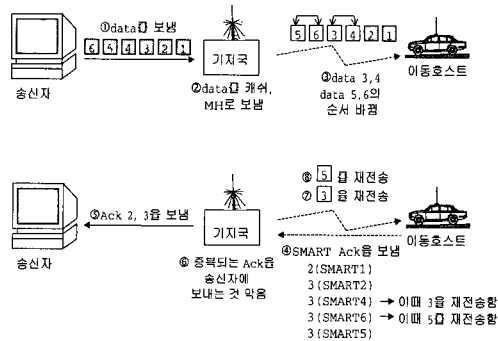 ①data를 보냄
6 5 4 3 2 1
송신자
기지국
②data를 캐쉬,
MH로 보냄
5 6 3 4 2 1
③data 3,4
data 5,6의
순서 바뀜
이동호스트
⑤Ack 2, 3을 보냄
송신자
기지국
⑥ 중복되는 Ack을
송신자에
보내는 것 막음
⑧ 5 를 재전송
⑦ 3 을 재전송
이동호스트
④SMART Ack을 보냄
2(SMART1)
3(SMART2)
3(SMART4) → 이때 3을 재전송함
3(SMART6) → 이때 5를 재전송함
3(SMART5)